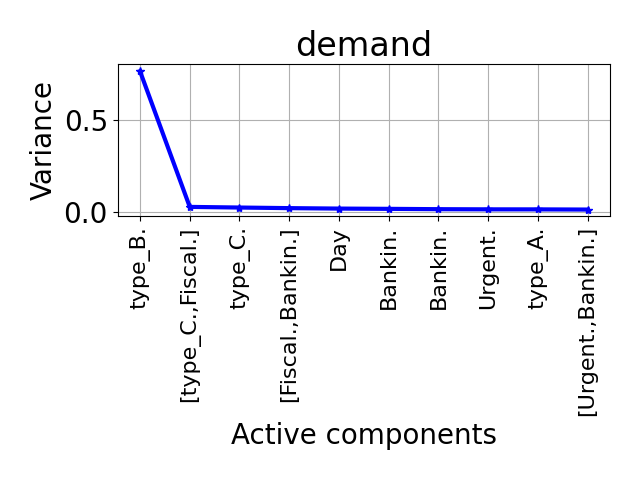 demand
Variance
0.5
0.0
type_B.
[type_C.,Fiscal.]
type_C.
[Fiscal.,Bankin.]
Day
Bankin.
Bankin.
Urgent.
type_A.
[Urgent.,Bankin.]
Active components